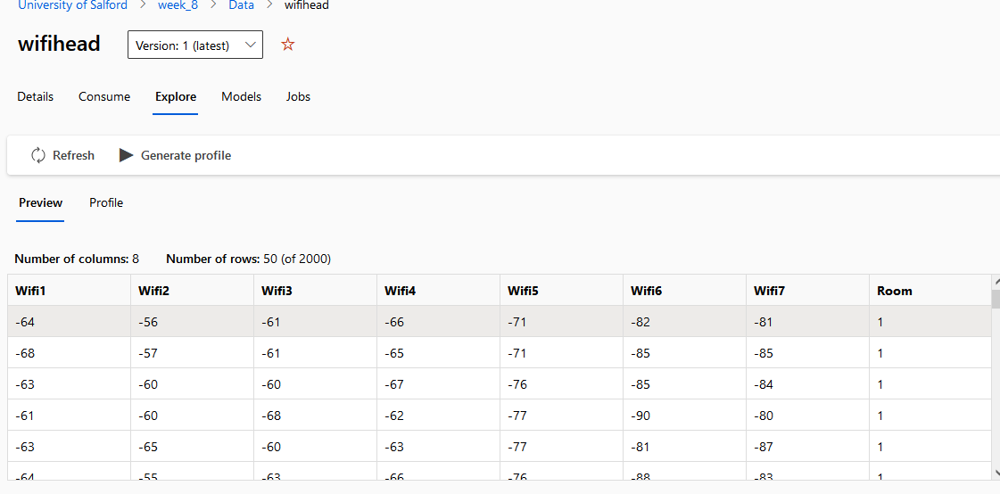 University of Salford > week_8 > Data > wifihead
wifihead Version: 1 (latest)
Details Consume Explore Models Jobs
Refresh Generate profile
Preview Profile
Number of columns: 8 Number of rows: 50 (of 2000)
Wifi1 Wifi2 Wifi3 Wifi4 Wifi5 Wifi6 Wifi7 Room
-64 -56 -61 -66 -71 -82 -81 1
-68 -57 -61 -65 -71 -85 -85 1
-63 -60 -60 -67 -76 -85 -84 1
-61 -60 -68 -62 -77 -90 -80 1
-63 -65 -60 -63 -77 -81 -87 1
-64 -55 -63 -66 -76 -88 -83 1